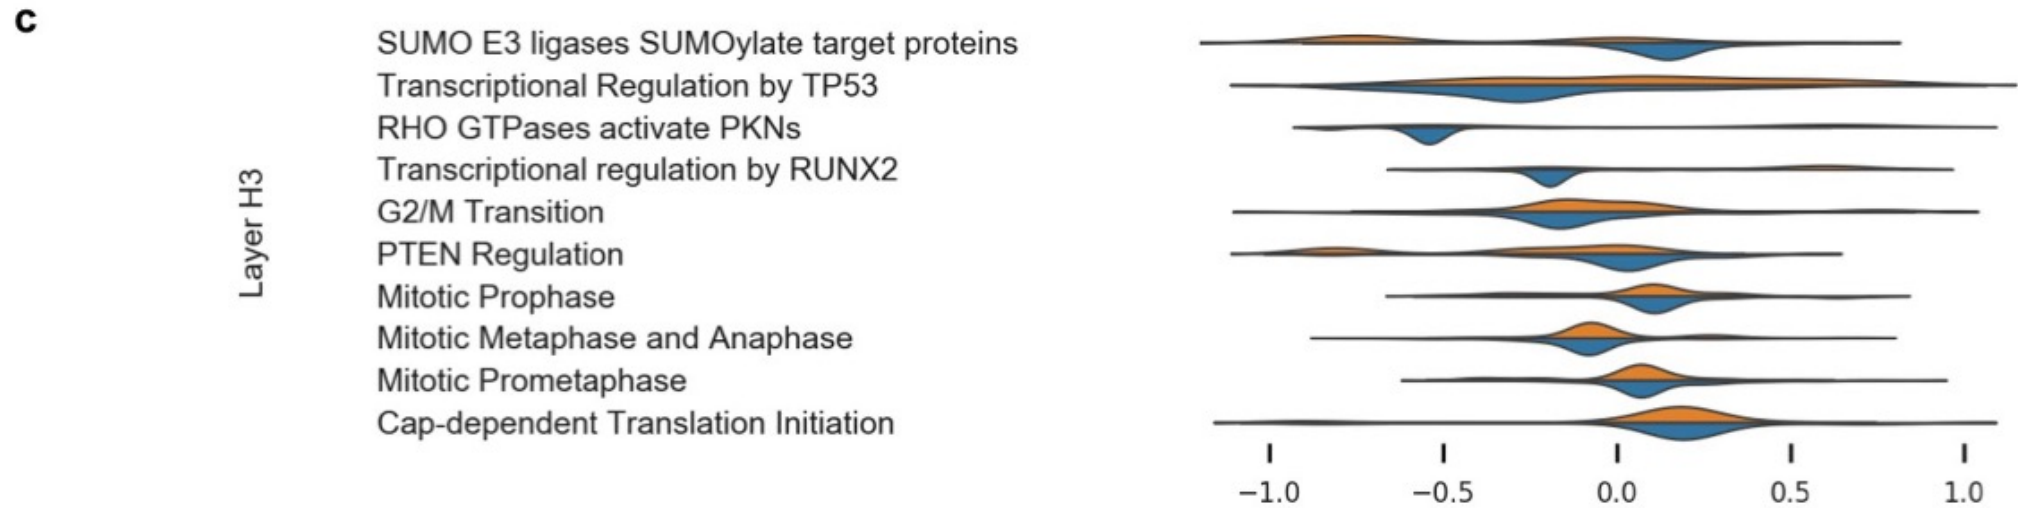 c
SUMO E3 ligases SUMOylate target proteins
Transcriptional Regulation by TP53
RHO GTPases activate PKNs
Transcriptional regulation by RUNX2
G2/M Transition
PTEN Regulation
Mitotic Prophase
Mitotic Metaphase and Anaphase
Mitotic Prometaphase
Cap-dependent Translation Initiation
Layer H3
−1.0 −0.5 0.0 0.5 1.0